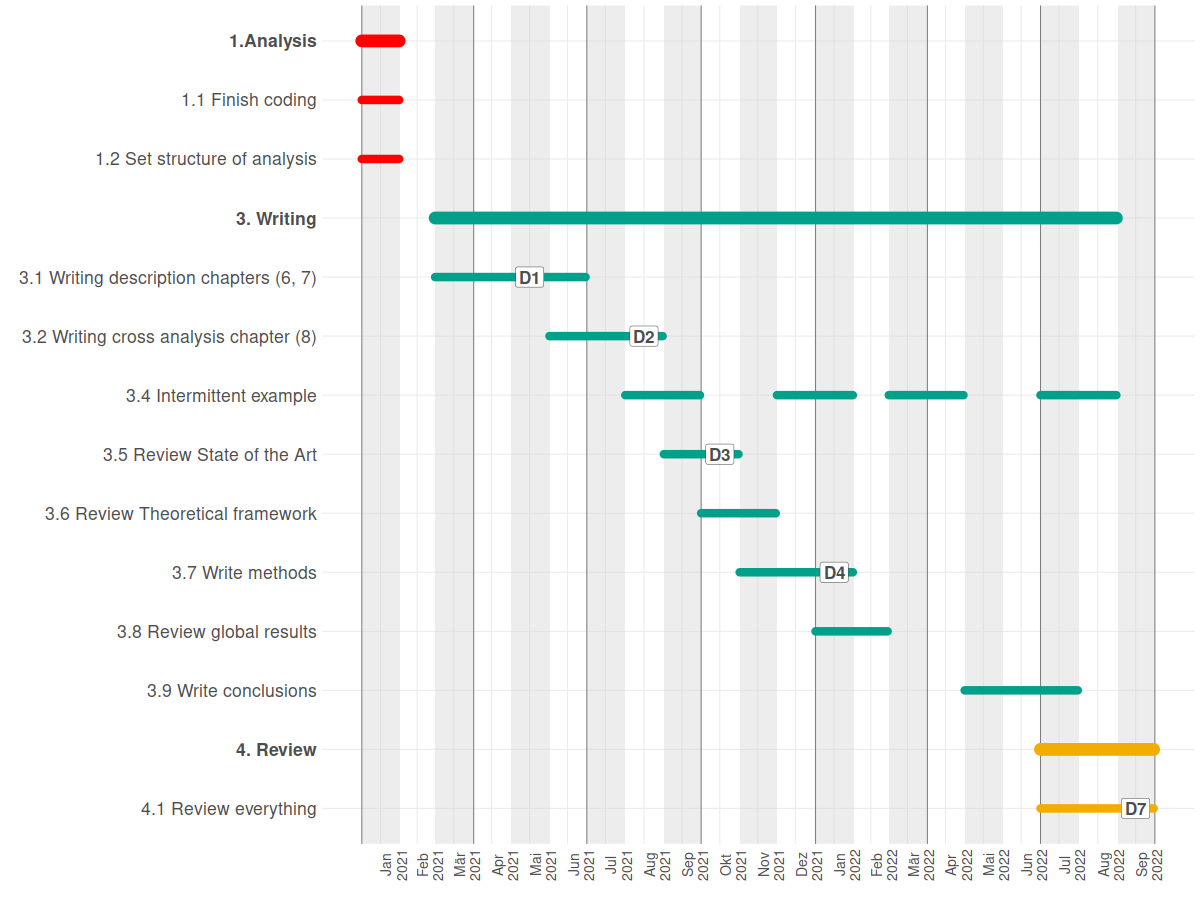 1.Analysis
1.1 Finish coding
1.2 Set structure of analysis
3. Writing
3.1 Writing description chapters (6, 7)
D1
3.2 Writing cross analysis chapter (8)
D2
3.4 Intermittent example
3.5 Review State of the Art
D3
3.6 Review Theoretical framework
3.7 Write methods
D4
3.8 Review global results
3.9 Write conclusions
4. Review
4.1 Review everything
D7
Jan
2021
Feb
2021
Mär
2021
Apr
2021
Mai
2021
Jun
2021
Jul
2021
Aug
2021
Sep
2021
Okt
2021
Nov
2021
Dez
2021
Jan
2022
Feb
2022
Mär
2022
Apr
2022
Mai
2022
Jun
2022
Jul
2022
Aug
2022
Sep
2022